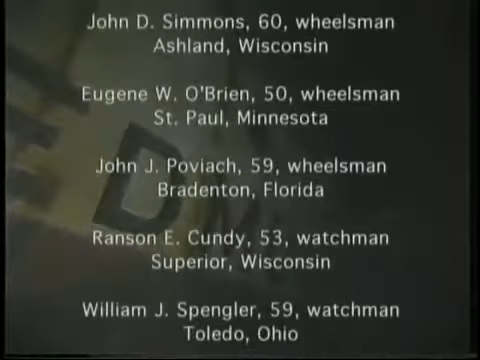 John D. Simmons, 60, wheelsman
Ashland, Wisconsin
Eugene W. O'Brien, 50, wheelsman
St. Paul, Minnesota
John J. Poviach, 59, wheelsman
Bradenton, Florida
Ranson E. Cundy, 53, watchman
Superior, Wisconsin
William J. Spengler, 59, watchman
Toledo, Ohio